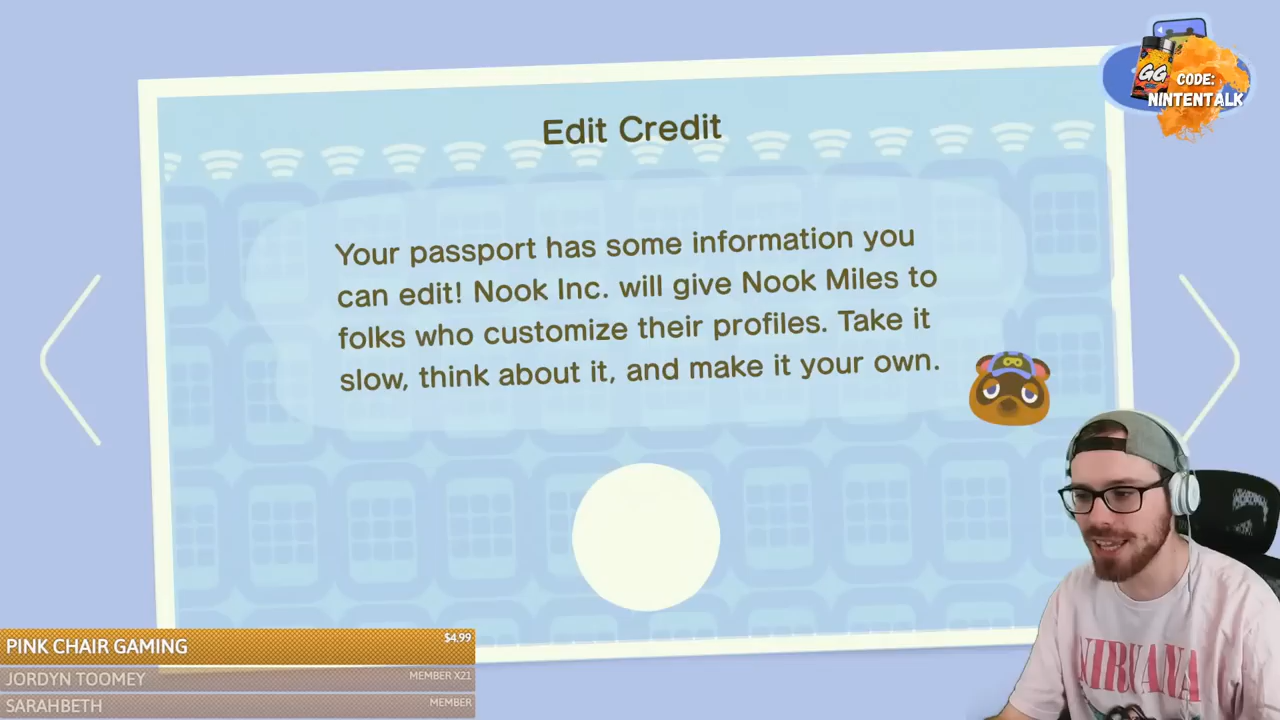 GG
CODE:
NINTENTALK
Edit Credit
Your passport has some information you
can edit! Nook Inc. will give Nook Miles to
folks who customize their profiles. Take it
slow, think about it, and make it your own.
NIRVANA
PINK CHAIR GAMING $4.99
JORDYN TOOMEY MEMBER X21
SARAHBETH MEMBER